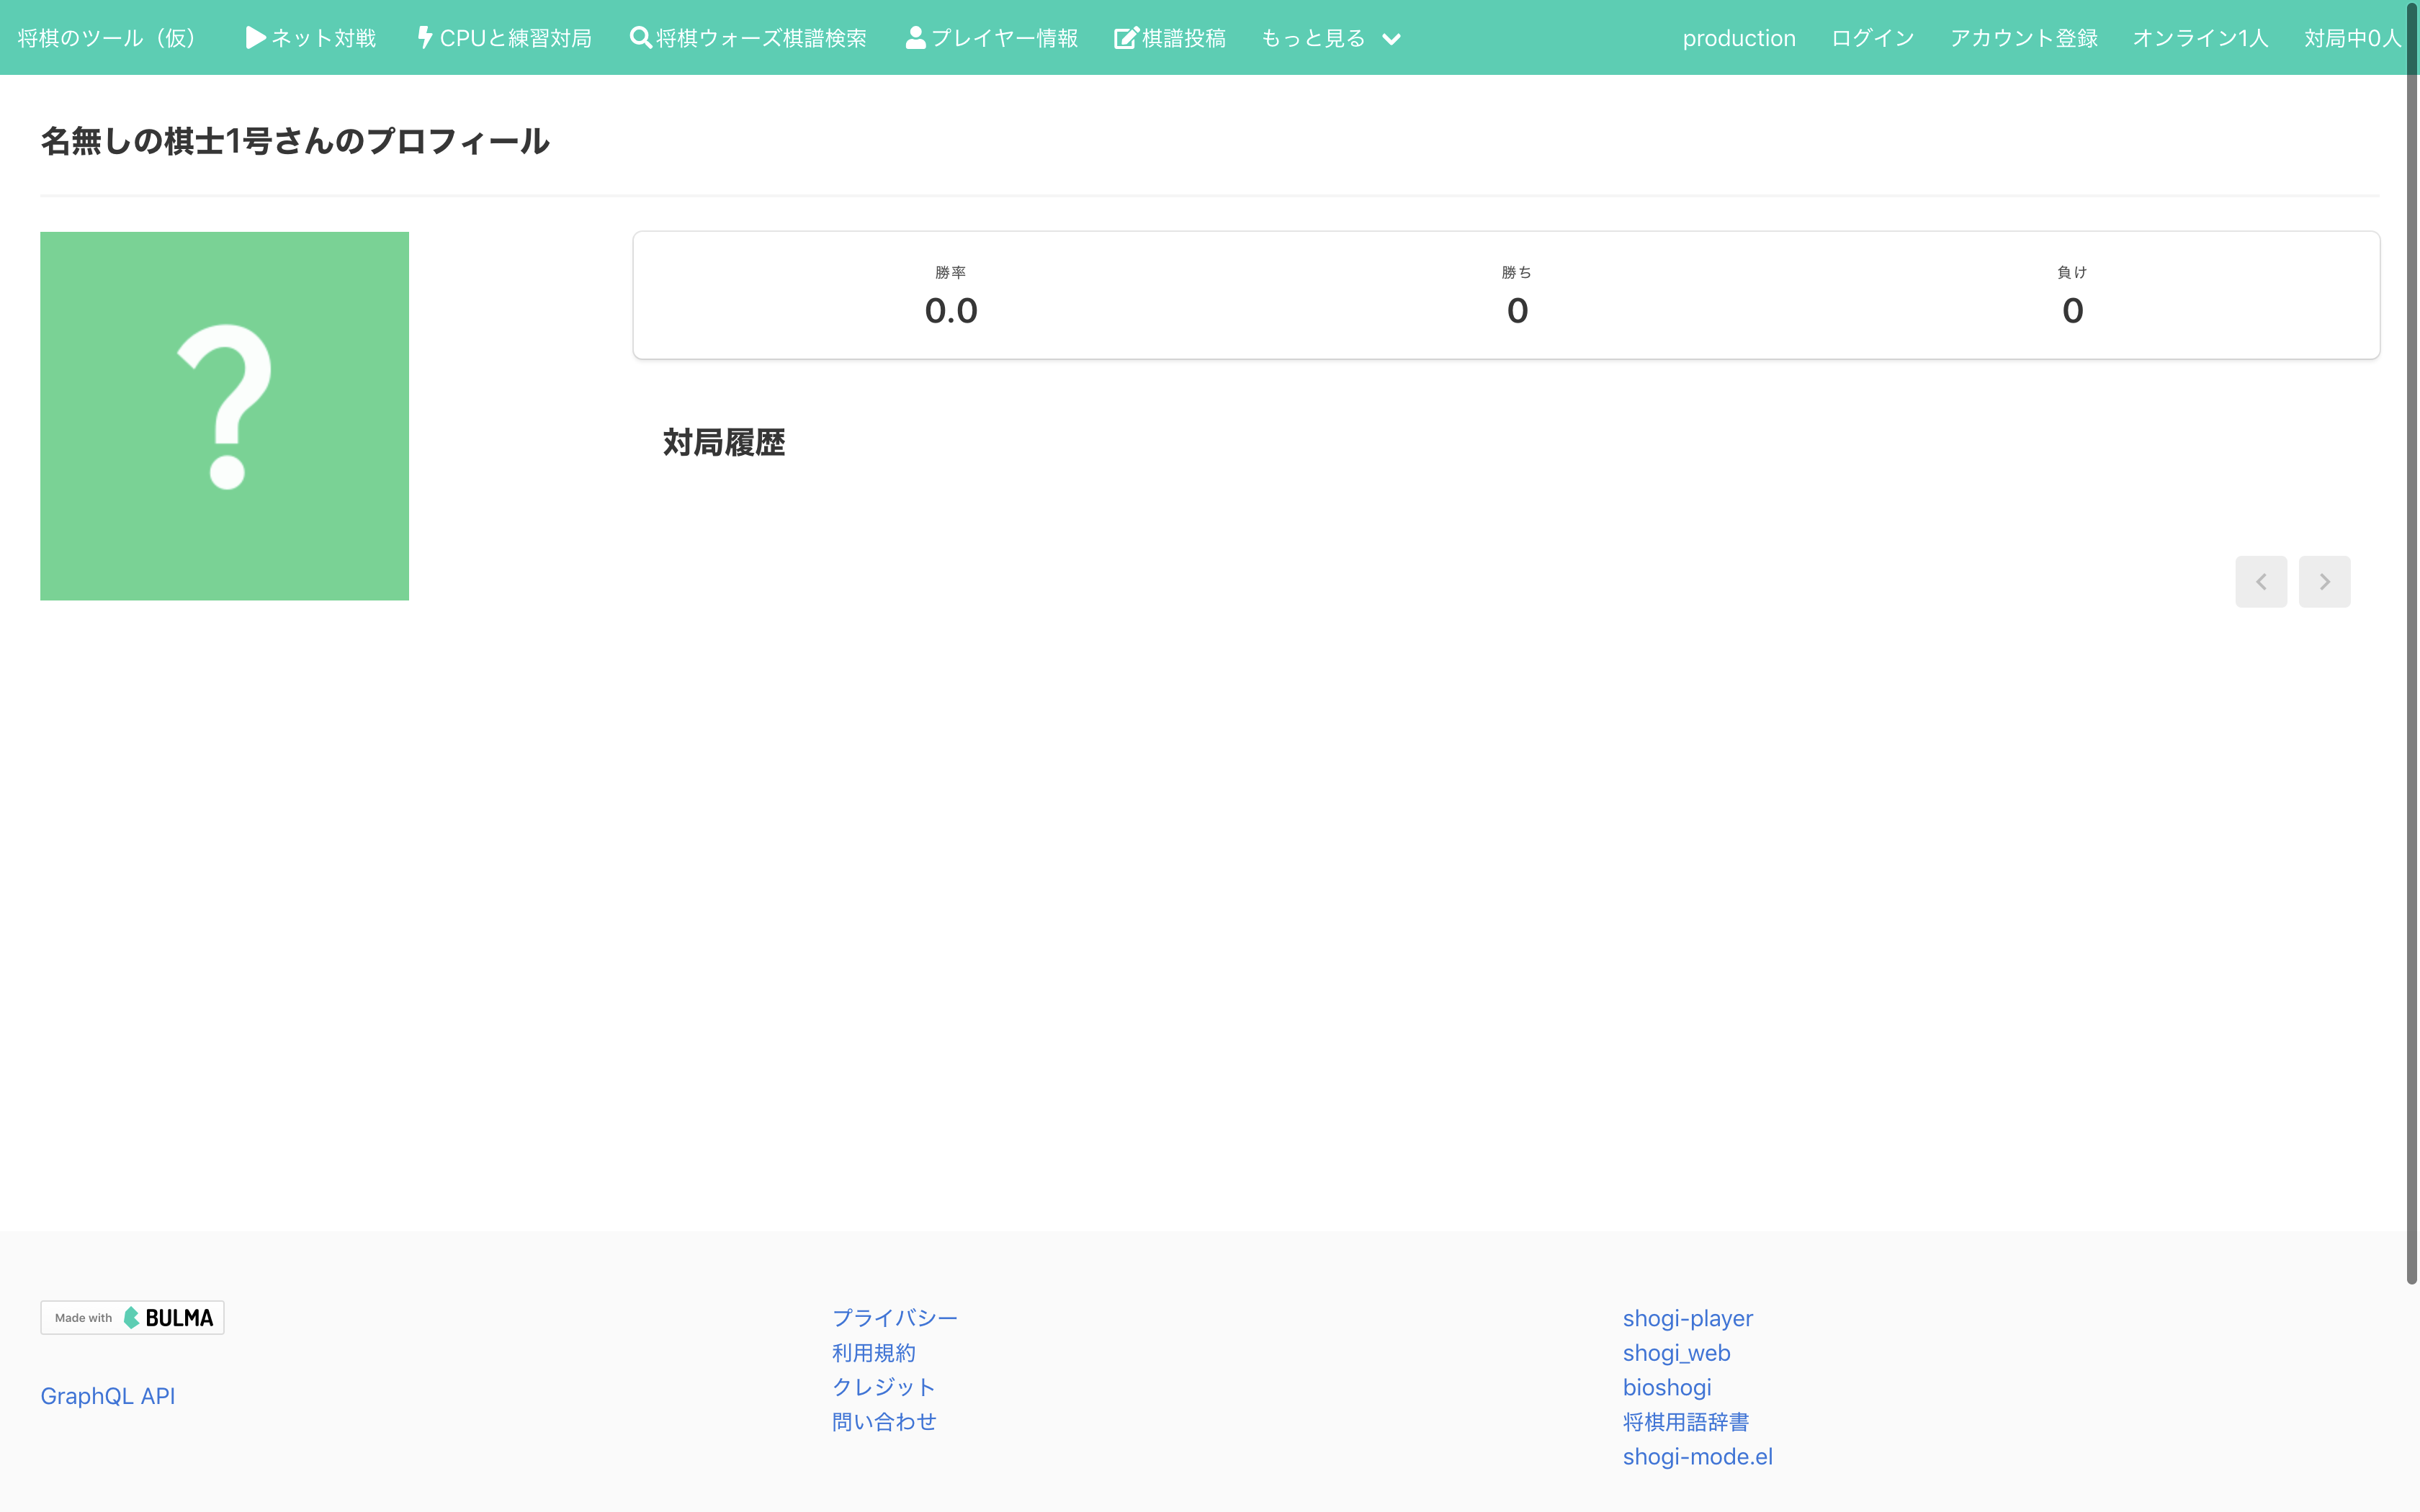 将棋のツール（仮） ネット対戦 CPUと練習対局 将棋ウォーズ棋譜検索 プレイヤー情報 棋譜投稿 もっと見る production ログイン アカウント登録 オンライン1人 対局中0人
名無しの棋士1号さんのプロフィール
?
勝率 勝ち 負け
0.0 0 0
対局履歴
Made with BULMA
GraphQL API
プライバシー
利用規約
クレジット
問い合わせ
shogi-player
shogi_web
bioshogi
将棋用語辞書
shogi-mode.el